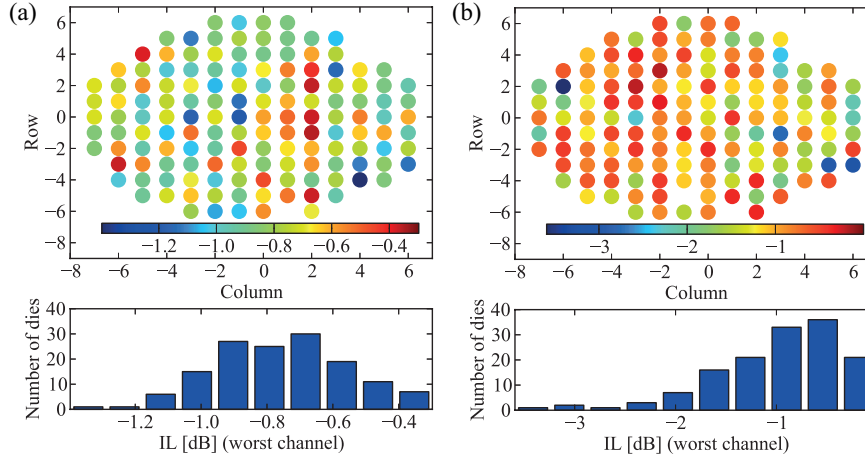 (a)
6
4
2
0
−2
−4
−6
−8
Row
−1.2 −1.0 −0.8 −0.6 −0.4
−8 −6 −4 −2 0 2 4 6
Column
40
30
20
10
0
Number of dies
−1.2 −1.0 −0.8 −0.6 −0.4
IL [dB] (worst channel)
(b)
6
4
2
0
−2
−4
−6
−8
Row
−3 −2 −1
−8 −6 −4 −2 0 2 4 6
Column
40
30
20
10
0
Number of dies
−3 −2 −1
IL [dB] (worst channel)